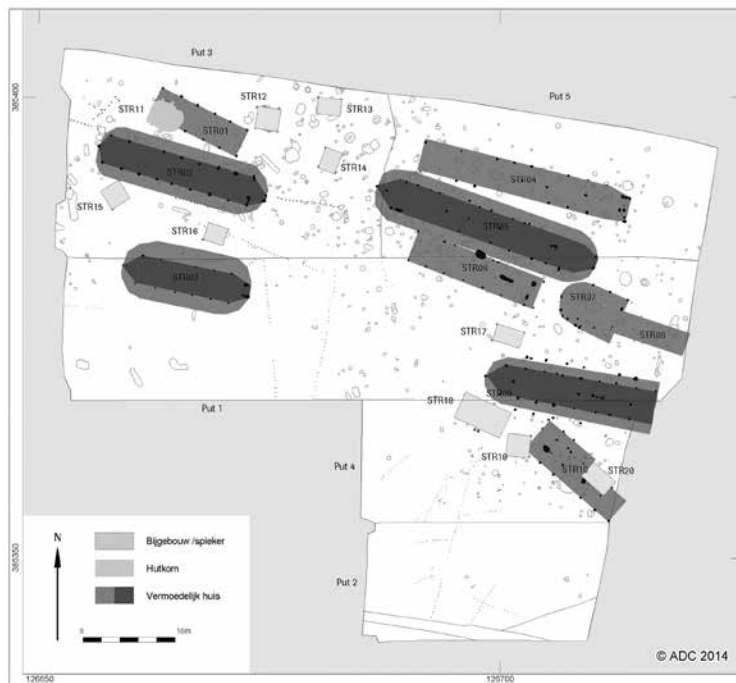 Put 3
385400
STR11
STR12
STR13
STR01
Put 5
STR02
STR14
STR04
STR15
STR05
STR16
STR06
STR03
STR07
STR08
STR17
STR09
Put 1
STR18
STR10
STR19
STR20
Put 4
N
Bijgebouw /spieker
Hutkom
Vermoedelijk huis
385350
Put 2
© ADC 2014
126650
126700